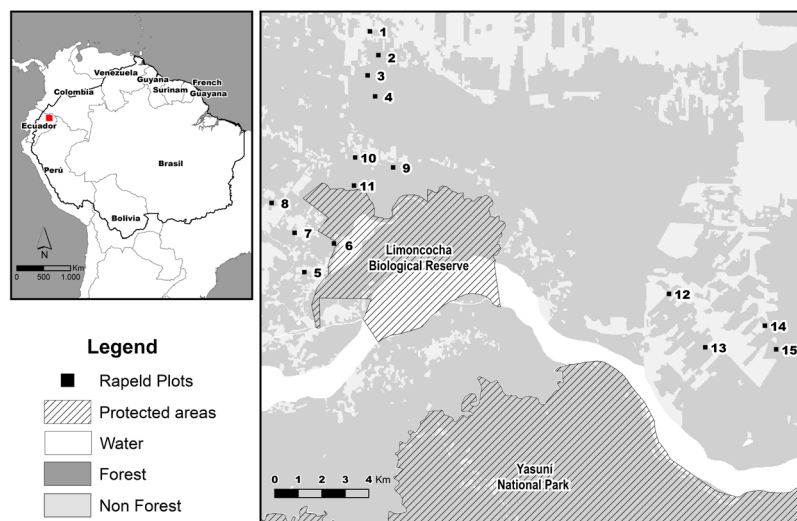 Venezuela
Guyana
French
Guayana
Surinam
Colombia
Ecuador
Perú
Brasil
Bolivia
N
Km
0 500 1.000
Legend
Rapeld Plots
Protected areas
Water
Forest
Non Forest
1
2
3
4
10
9
11
8
7
6
Limoncocha
Biological Reserve
5
12
14
13
15
Yasuní
National Park
0 1 2 3 4
Km